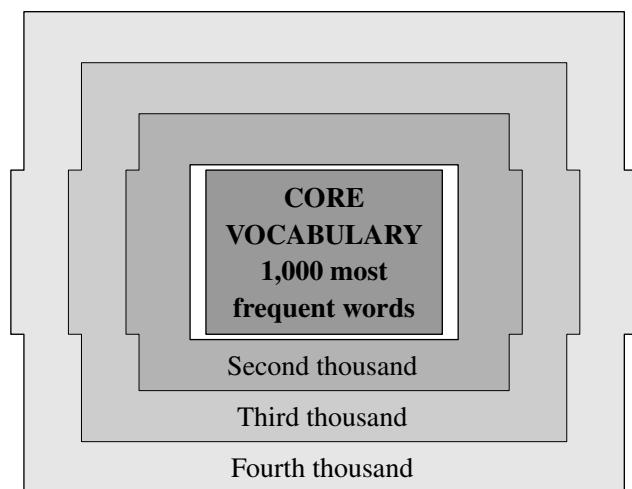 CORE
VOCABULARY
1,000 most
frequent words
Second thousand
Third thousand
Fourth thousand